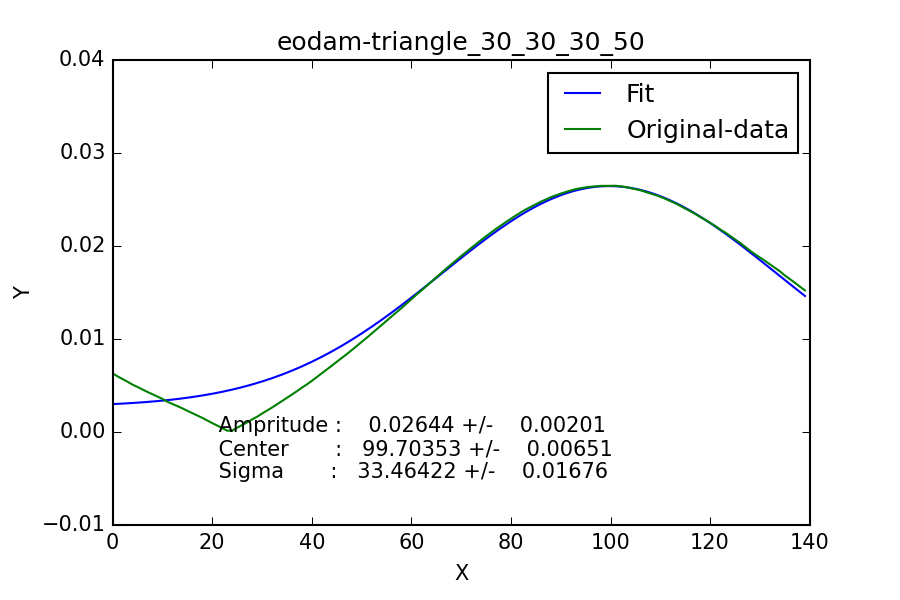 eodam-triangle_30_30_30_50
Fit
Original-data
0.04
0.03
0.02
0.01
0.00
−0.01
Y
Ampritude : 0.02644 +/- 0.00201
Center : 99.70353 +/- 0.00651
Sigma : 33.46422 +/- 0.01676
0 20 40 60 80 100 120 140
X